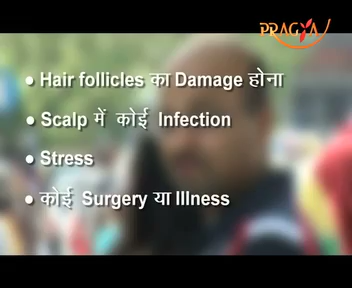 PRAGYA
• Hair follicles का Damage होना
• Scalp में कोई Infection
• Stress
• कोई Surgery या Illness